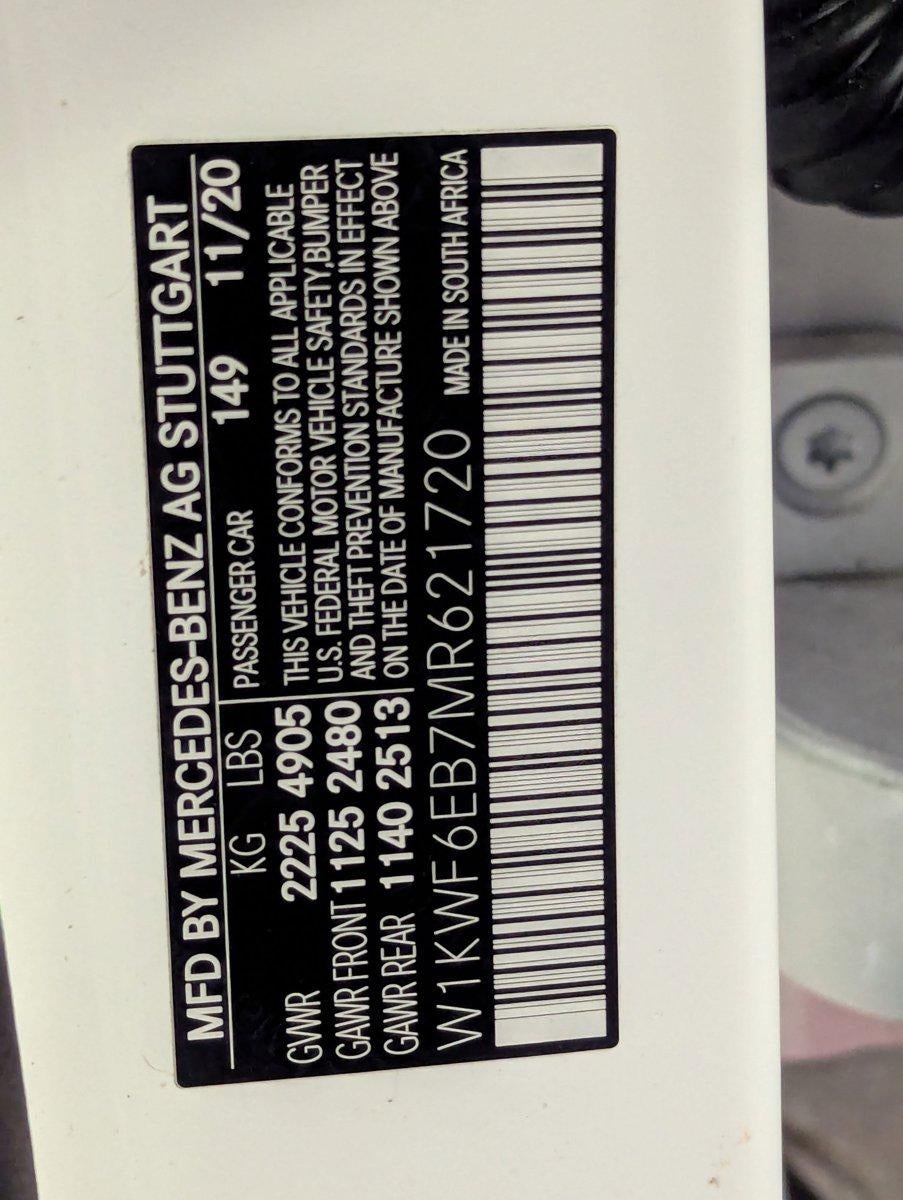 MFD BY MERCEDES-BENZ AG STUTTGART
KG LBS PASSENGER CAR 149 11/20
GVWR 2225 4905 THIS VEHICLE CONFORMS TO ALL APPLICABLE
GAWR FRONT 1125 2480 U.S. FEDERAL MOTOR VEHICLE SAFETY,BUMPER
AND THEFT PREVENTION STANDARDS IN EFFECT
GAWR REAR 1140 2513 ON THE DATE OF MANUFACTURE SHOWN ABOVE
W1KWF6EB7MR621720 MADE IN SOUTH AFRICA